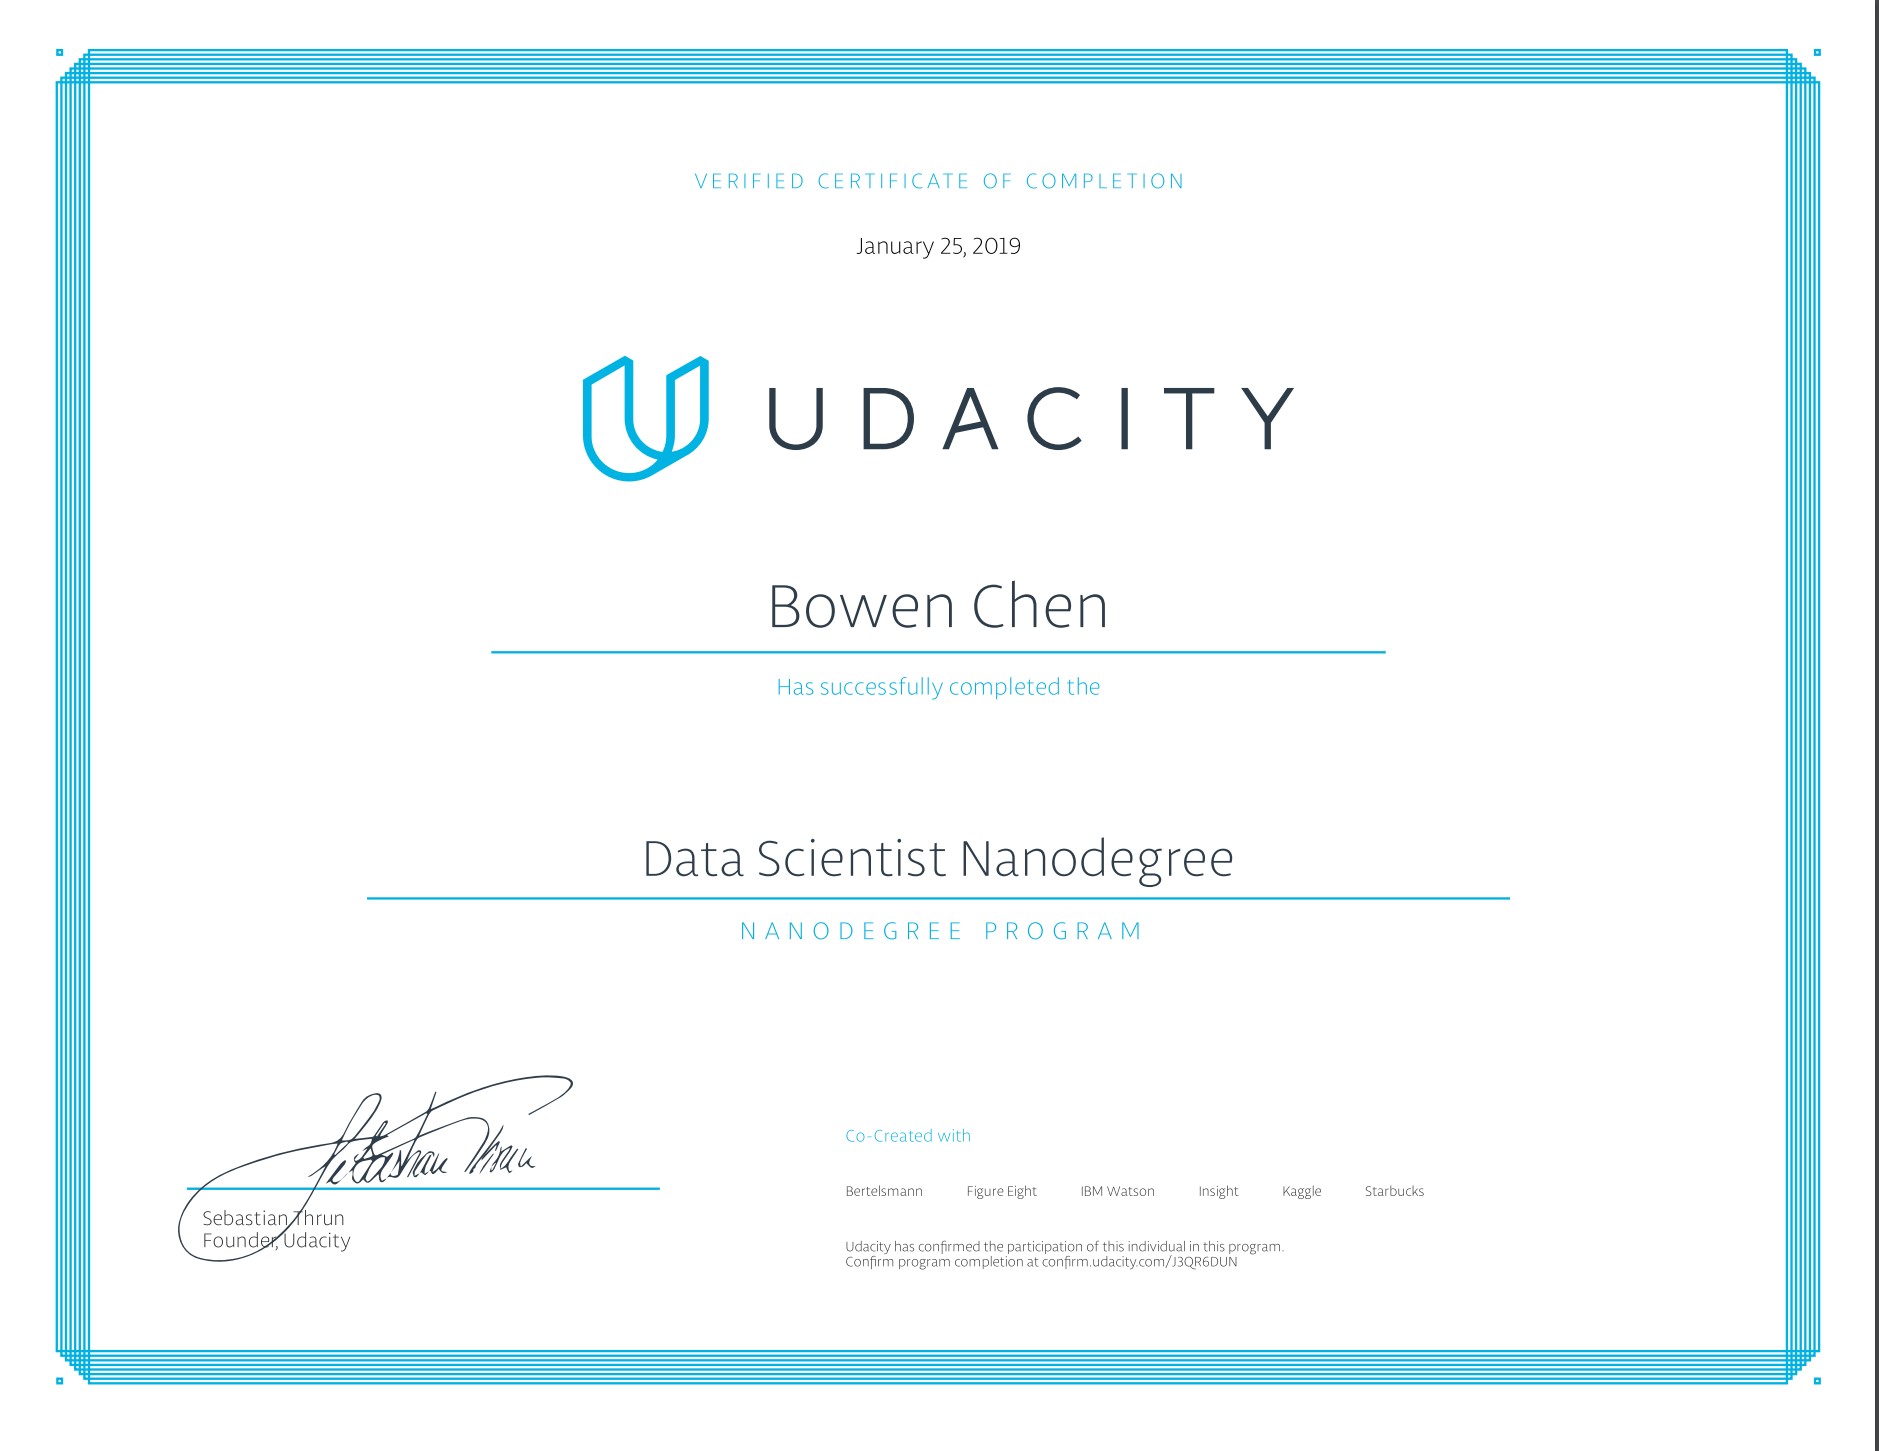 VERIFIED CERTIFICATE OF COMPLETION
January 25, 2019
UDACITY
Bowen Chen
Has successfully completed the
Data Scientist Nanodegree
NANODEGREE PROGRAM
Sebastian Thrun
Sebastian Thrun
Founder, Udacity
Co-Created with
Bertelsmann Figure Eight IBM Watson Insight Kaggle Starbucks
Udacity has confirmed the participation of this individual in this program.
Confirm program completion at confirm.udacity.com/J3QR6DUN